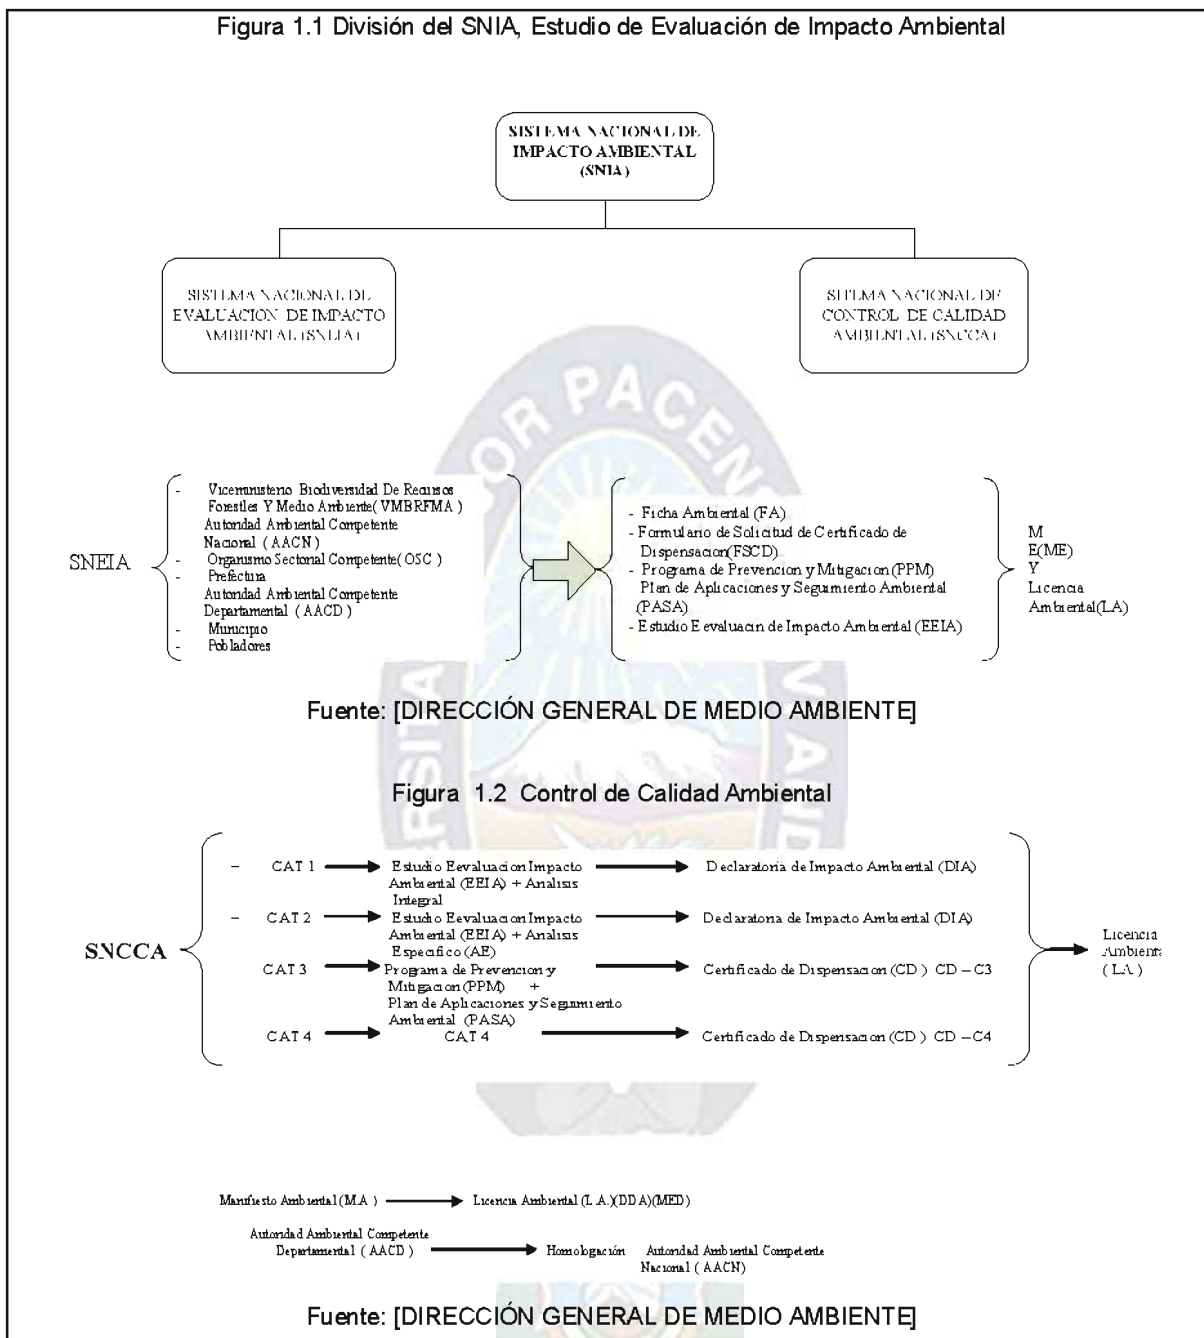 Figura 1.1 División del SNIA, Estudio de Evaluación de Impacto Ambiental
SISTEMA NACIONAL DE
IMPACTO AMBIENTAL
(SNIA)
SISTEMA NACIONAL DE
EVALUACION DE IMPACTO
AMBIENTAL (SNEIA)
SITEMA NACIONAL DE
CONTROL DE CALIDAD
AMBIENTAL (SNCCA)
SNEIA
- Viceministerio Biodiversidad De Recursos
Forestiles Y Medio Ambiente( VMBRFMA )
Autoridad Ambiental Competente
Nacional ( AACN)
- Organismo Sectorial Competente( OSC )
- Prefectura
Autoridad Ambiental Competente
Departamental ( AACD )
- Municipio
- Pobladores
- Ficha Ambiental (FA)
- Formulario de Solicitud de Certificado de
Dispensacion(FSCD)
- Programa de Prevencion y Mitigacion(PPM)
Plan de Aplicaciones y Seguimiento Ambiental
(PASA)
- Estudio Eevaluacin de Impacto Ambiental (EEIA)
M
E(ME)
Y
Licencia
Ambiental(LA)
Fuente: [DIRECCIÓN GENERAL DE MEDIO AMBIENTE]
Figura 1.2 Control de Calidad Ambiental
SNCCA
- CAT 1 Estudio Eevaluacion Impacto
Ambiental (EEIA) + Analisis
Integral
Declaratoria de Impacto Ambiental (DIA)
- CAT 2 Estudio Eevaluacion Impacto
Ambiental (EEIA) + Analisis
Especifico (AE)
Declaratoria de Impacto Ambiental (DIA)
CAT 3 Programa de Prevencion y
Mitigacion (PPM) +
Plan de Aplicaciones y Seguimiento
Ambiental (PASA)
Certificado de Dispensacion (CD ) CD – C3
CAT 4 CAT 4 Certificado de Dispensacion (CD ) CD – C4
Licencia
Ambienta
( LA )
Manifiesto Ambiental (M.A ) Licencia Ambiental (L.A.)(DDA)(MED)
Autoridad Ambiental Competente
Departamental ( AACD ) Homologación Autoridad Ambiental Competente
Nacional ( AACN)
Fuente: [DIRECCIÓN GENERAL DE MEDIO AMBIENTE]